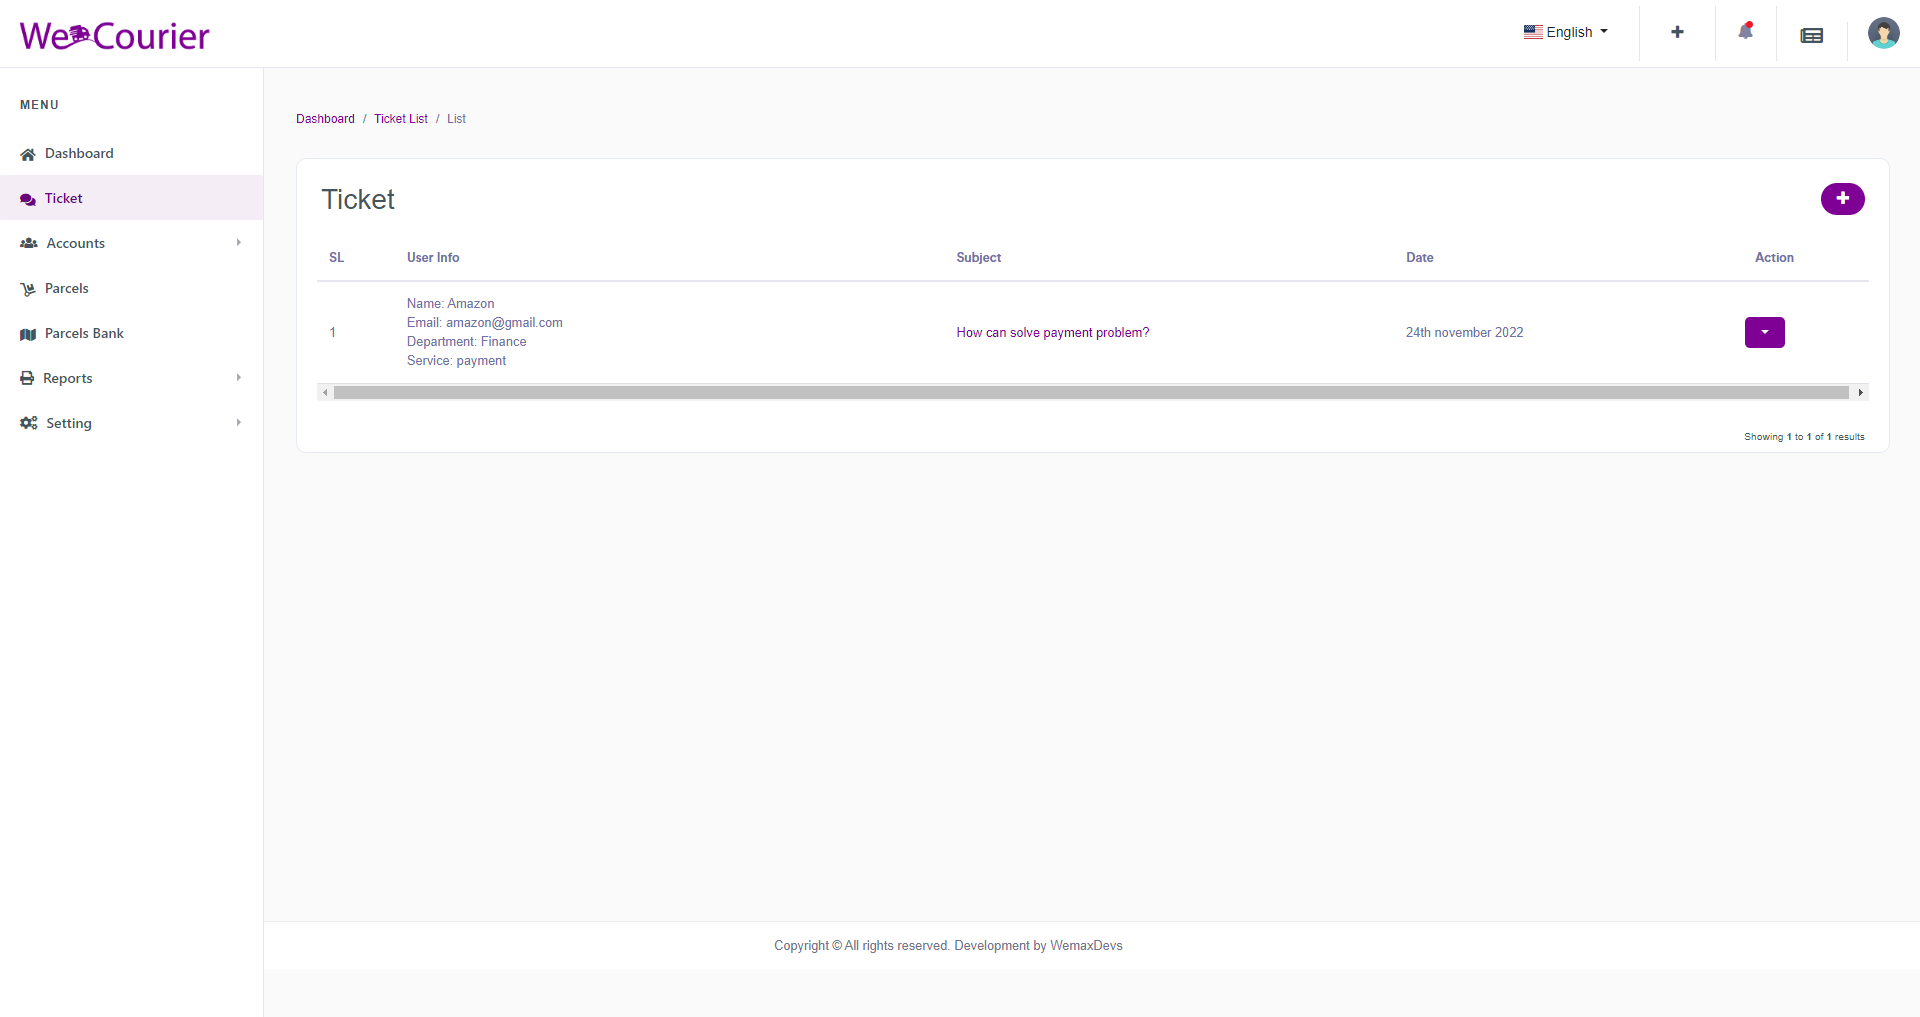 We Courier
English
MENU
Dashboard
Ticket
Accounts
Parcels
Parcels Bank
Reports
Setting
Dashboard / Ticket List / List
Ticket
SL User Info Subject Date Action
Name: Amazon
Email: amazon@gmail.com
Department: Finance
Service: payment
1 How can solve payment problem? 24th november 2022
Showing 1 to 1 of 1 results
Copyright © All rights reserved. Development by WemaxDevs